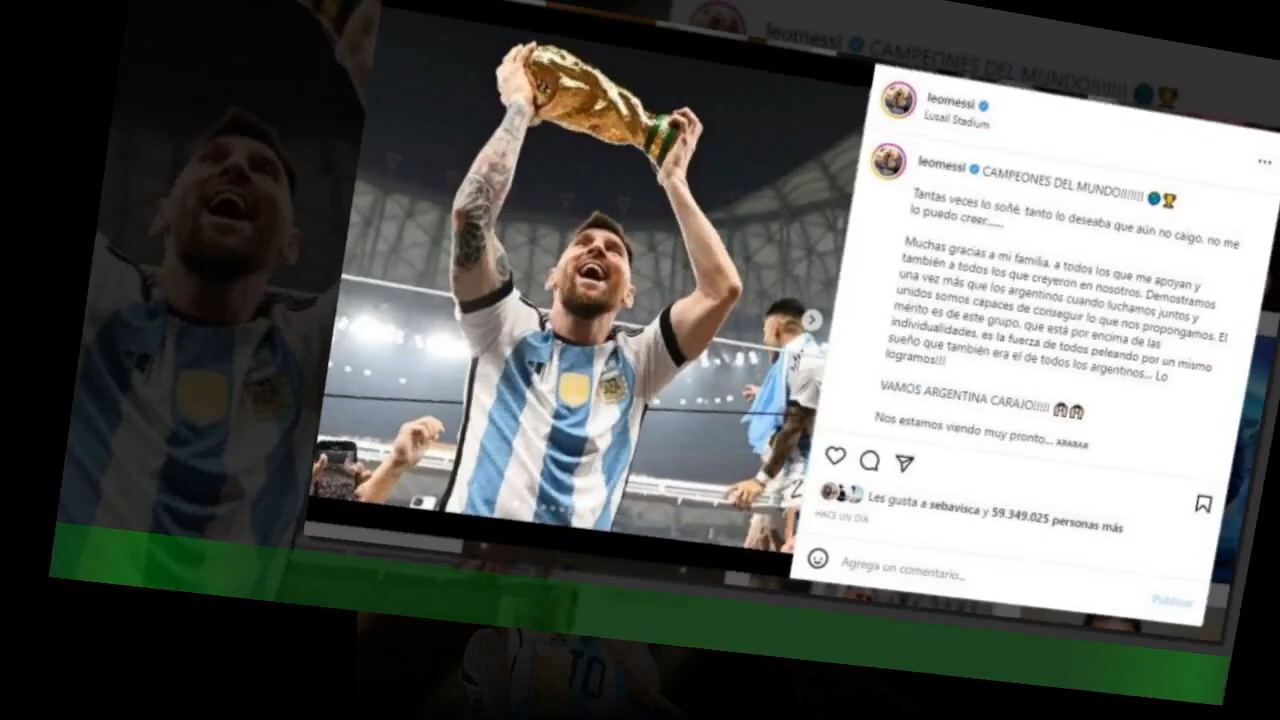 leomessi CAMPEONES DEL MUNDO!!!!!!!
leomessi
Lusail Stadium
leomessi CAMPEONES DEL MUNDO!!!!!!!
Tantas veces lo soñé, tanto lo deseaba que aún no caigo, no me
lo puedo creer......
Muchas gracias a mi familia, a todos los que me apoyan y
también a todos los que creyeron en nosotros. Demostramos
una vez más que los argentinos cuando luchamos juntos y
unidos somos capaces de conseguir lo que nos propongamos. El
mérito es de este grupo, que está por encima de las
individualidades, es la fuerza de todos peleando por un mismo
sueño que también era el de todos los argentinos... Lo
logramos!!!
VAMOS ARGENTINA CARAJO!!!!!
Nos estamos viendo muy pronto...
Les gusta a sebavisca y 59.349.025 personas más
HACE UN DÍA
Agrega un comentario...
Publicar